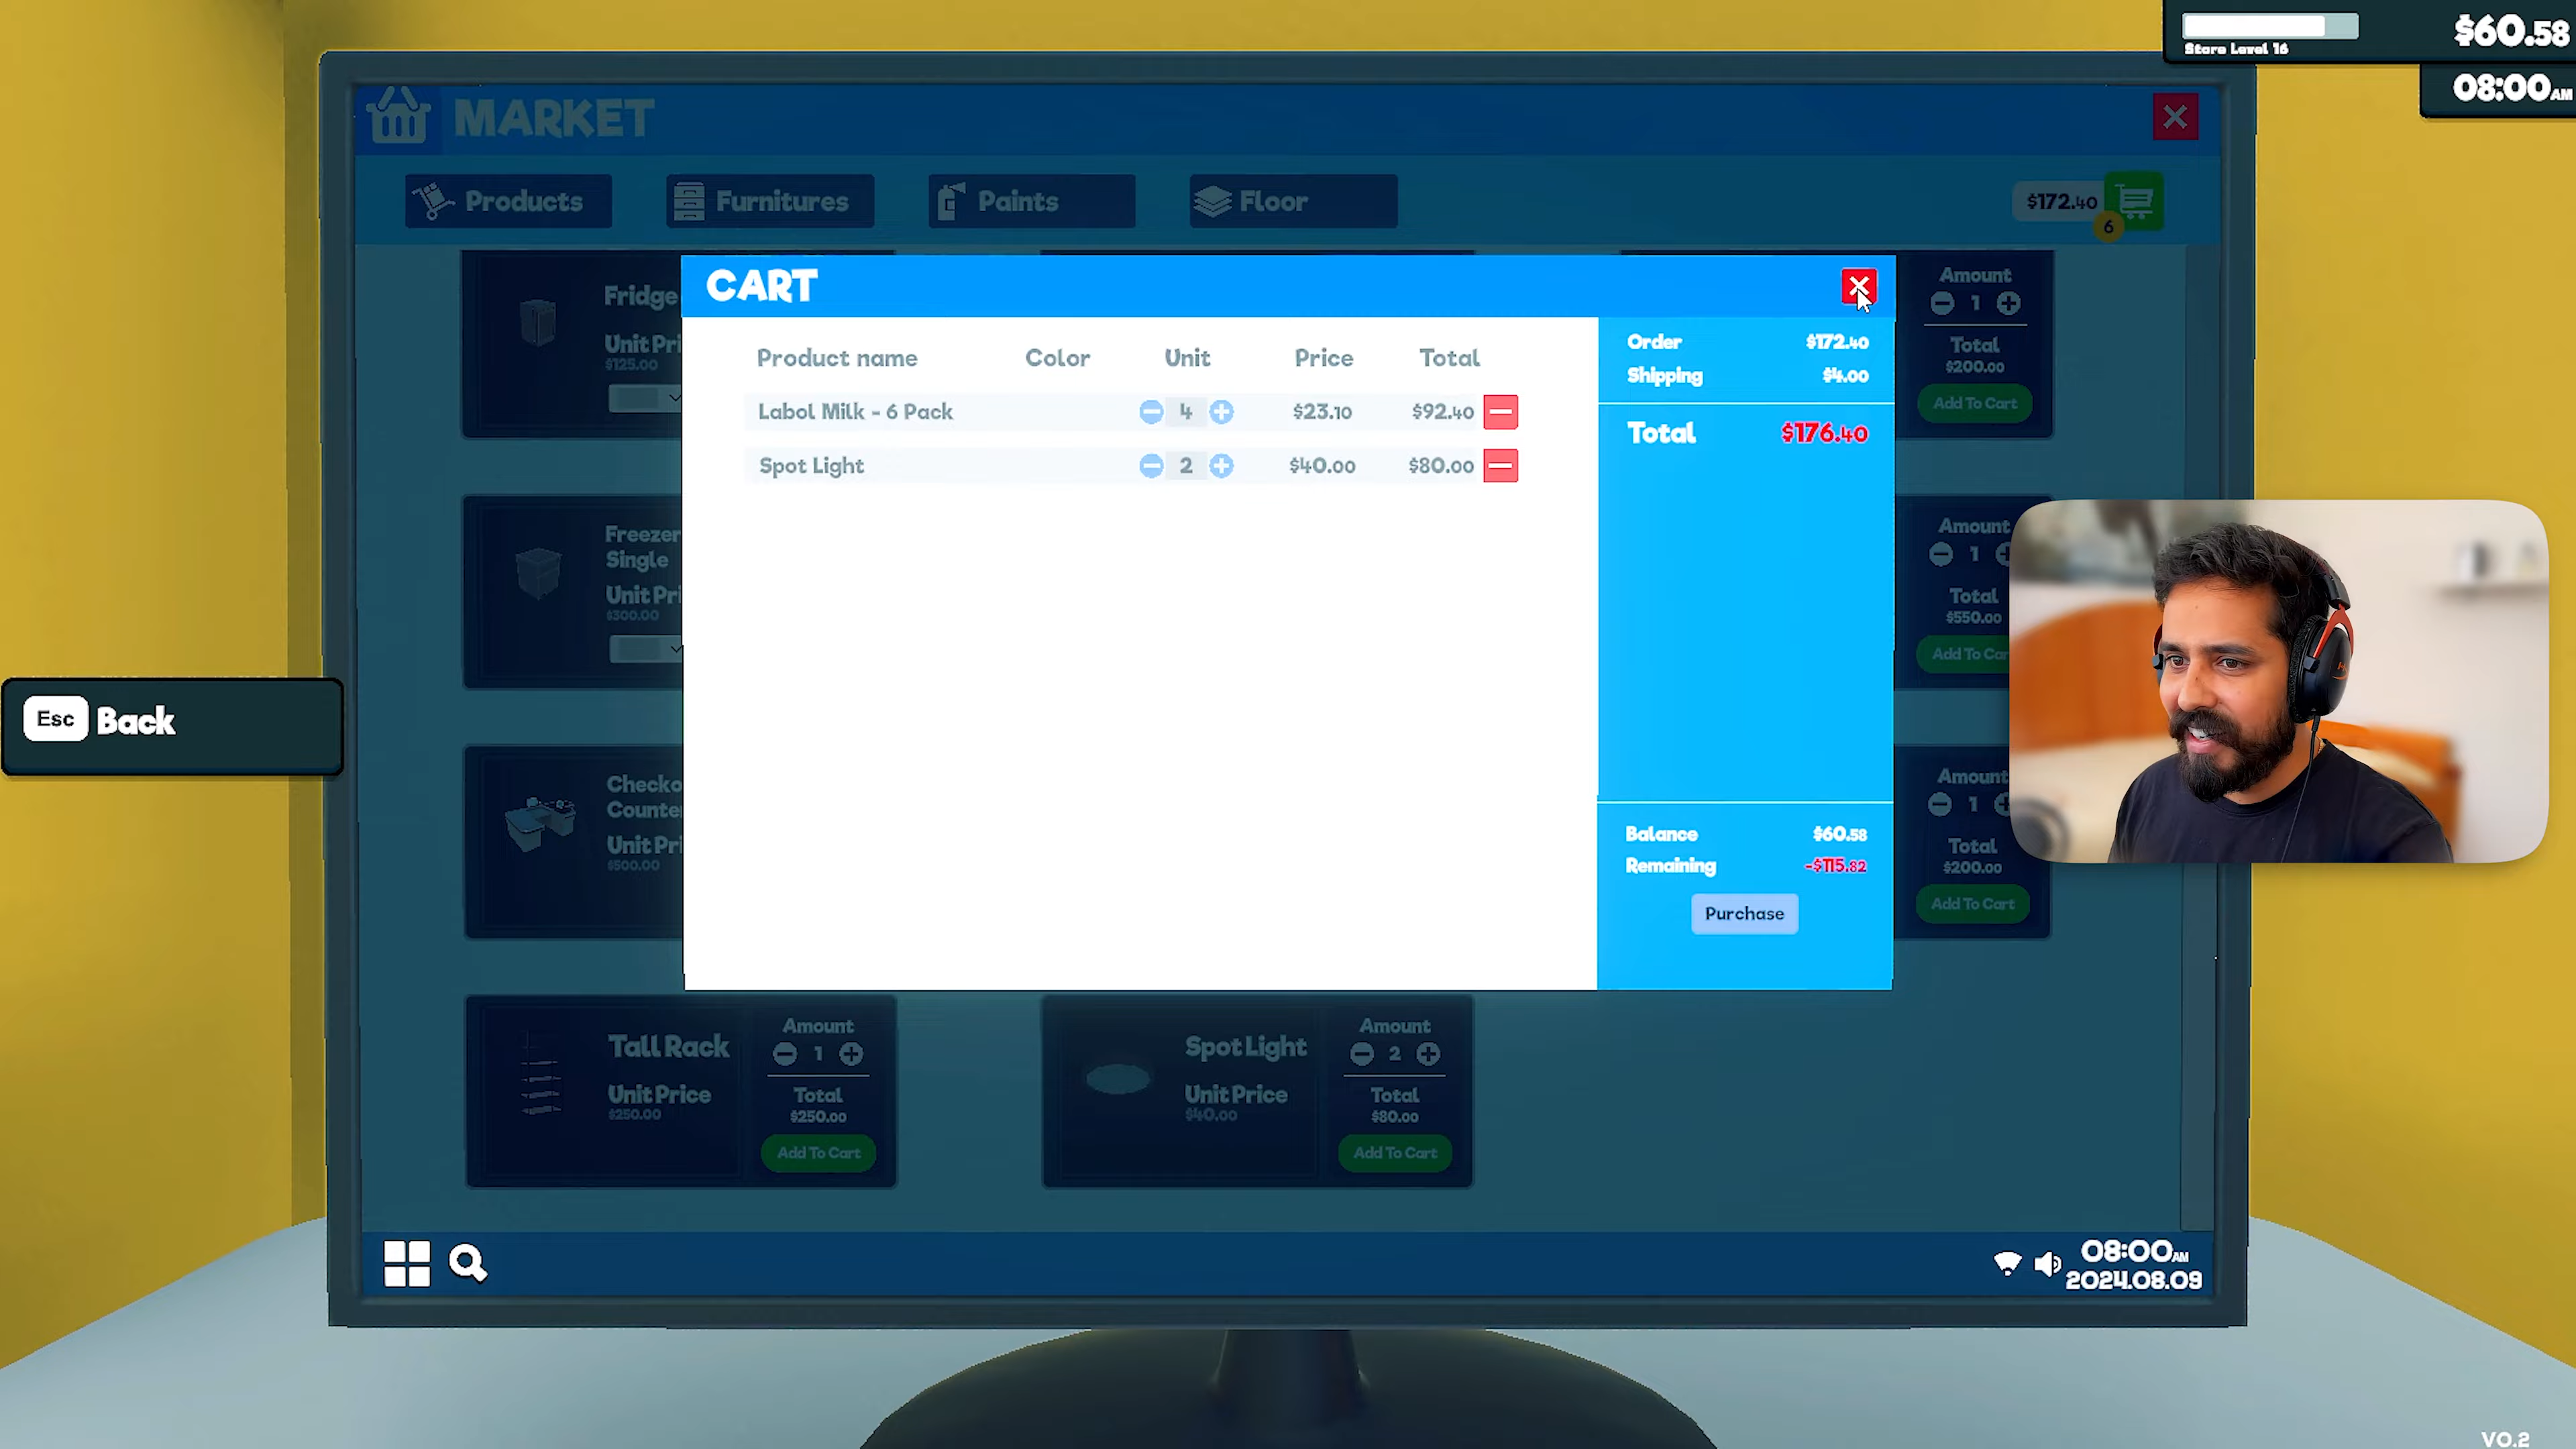 Store Level 16
$60.58
08:00AM
MARKET
Products
Furnitures
Paints
Floor
$172.40
6
CART
Product name Color Unit Price Total
Labol Milk - 6 Pack 4 $23.10 $92.40
Spot Light 2 $40.00 $80.00
Order $172.40
Shipping $4.00
Total $176.40
Balance $60.58
Remaining -$115.82
Purchase
Fridge
Unit Pri
$125.00
Amount
1
Total
$200.00
Add To Cart
Freezer
Single
Unit Pri
$300.00
Amount
1
Total
$550.00
Add To Car
Esc Back
Checko
Counte
Unit Pri
$500.00
Amount
1
Total
$200.00
Add To Cart
Tall Rack
Unit Price
$250.00
Amount
1
Total
$250.00
Add To Cart
Spot Light
Unit Price
$40.00
Amount
2
Total
$80.00
Add To Cart
08:00AM
2024.08.09
V0.2